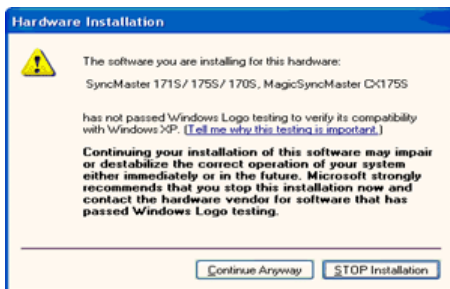 Hardware Installation
The software you are installing for this hardware:
SyncMaster 171S/ 175S/ 170S, MagicSyncMaster CX175S
has not passed Windows Logo testing to verify its compatibility
with Windows XP. (Tell me why this testing is important.)
Continuing your installation of this software may impair
or destabilize the correct operation of your system
either immediately or in the future. Microsoft strongly
recommends that you stop this installation now and
contact the hardware vendor for software that has
passed Windows Logo testing.
Continue Anyway
STOP Installation